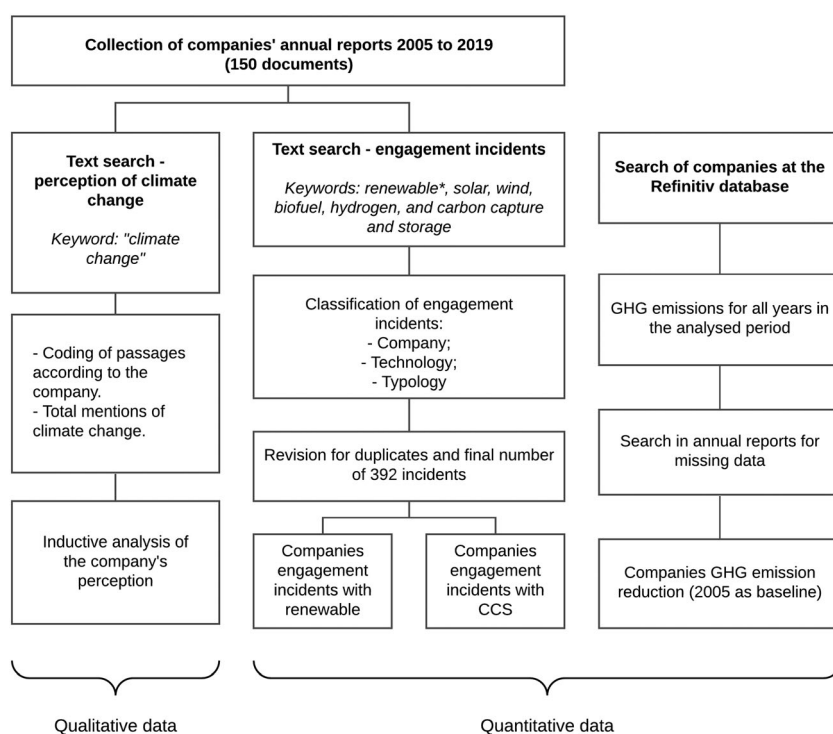 Collection of companies' annual reports 2005 to 2019
(150 documents)
Text search -
perception of climate
change
Keyword: "climate
change"
- Coding of passages
according to the
company.
- Total mentions of
climate change.
Inductive analysis of
the company's
perception
Text search - engagement incidents
Keywords: renewable*, solar, wind,
biofuel, hydrogen, and carbon capture
and storage
Classification of engagement
incidents:
- Company;
- Technology;
- Typology
Revision for duplicates and final number
of 392 incidents
Companies
engagement
incidents with
renewable
Companies
engagement
incidents with
CCS
Search of companies at the
Refinitiv database
GHG emissions for all years in
the analysed period
Search in annual reports for
missing data
Companies GHG emission
reduction (2005 as baseline)
Qualitative data
Quantitative data